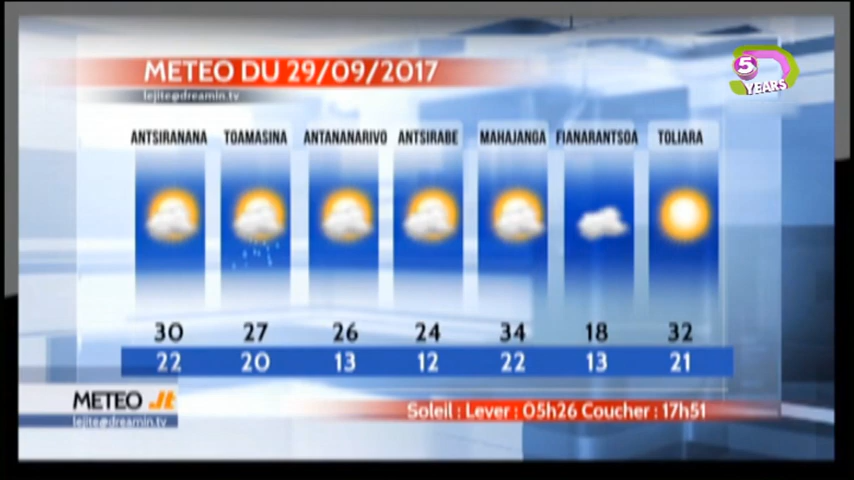 METEO DU 29/09/2017
lejite@dreamin.tv
5
YEARS
ANTSIRANANA TOAMASINA ANTANANARIVO ANTSIRABE MAHAJANGA FIANARANTSOA TOLIARA
30 27 26 24 34 18 32
22 20 13 12 22 13 21
METEO Jt
lejite@dreamin.tv
Soleil : Lever : 05h26 Coucher : 17h51